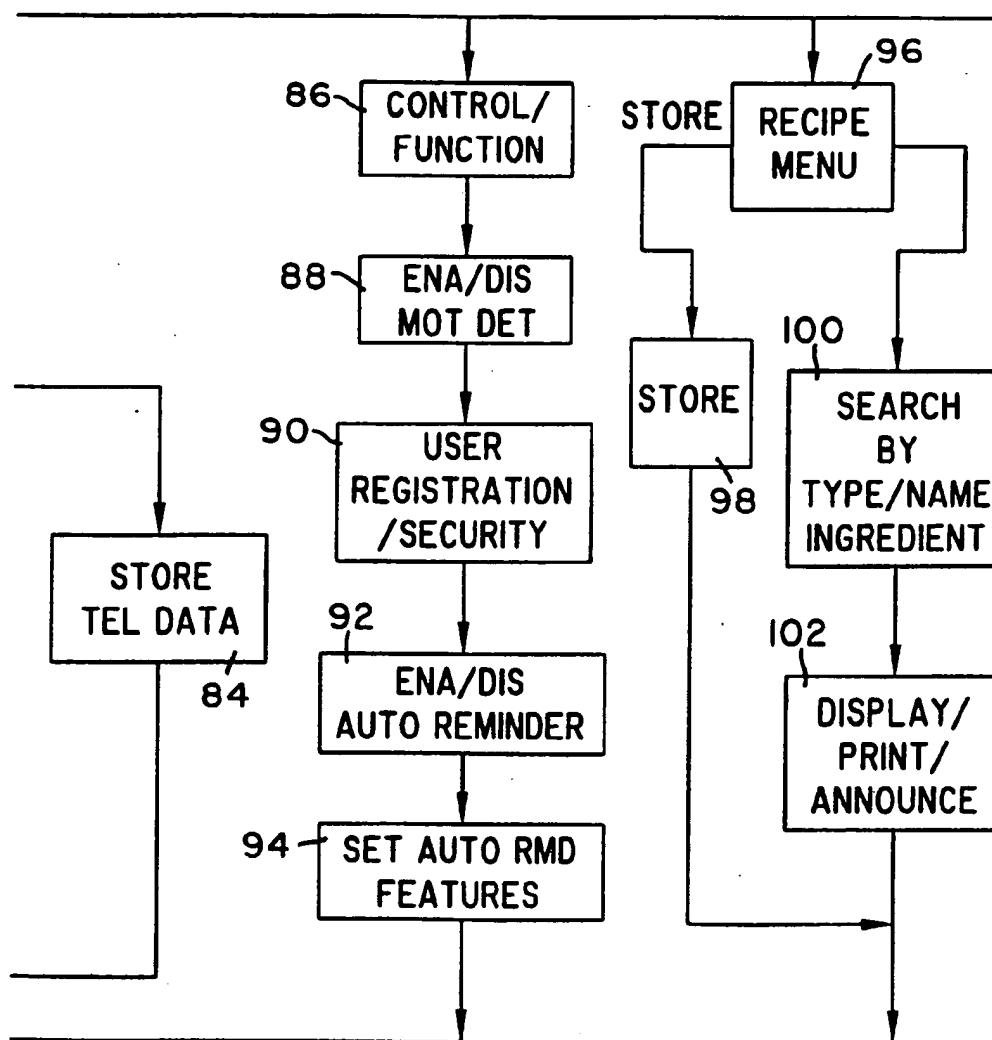 86
CONTROL/
FUNCTION
88
ENA/DIS
MOT DET
90
USER
REGISTRATION
/SECURITY
92
ENA/DIS
AUTO REMINDER
94
SET AUTO RMD
FEATURES
STORE
TEL DATA
84
96
STORE
RECIPE
MENU
STORE
98
100
SEARCH
BY
TYPE/NAME
INGREDIENT
102
DISPLAY/
PRINT/
ANNOUNCE